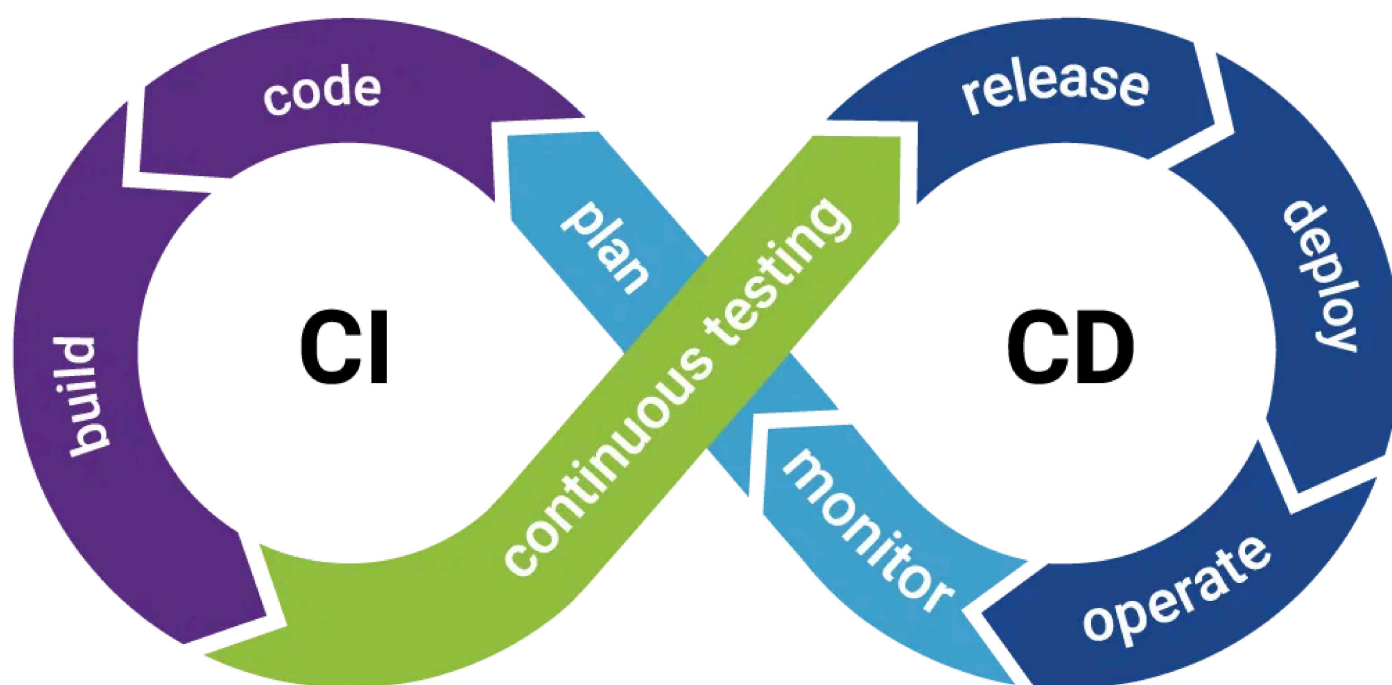 code
release
plan
continuous testing
deploy
CI
CD
build
monitor
operate